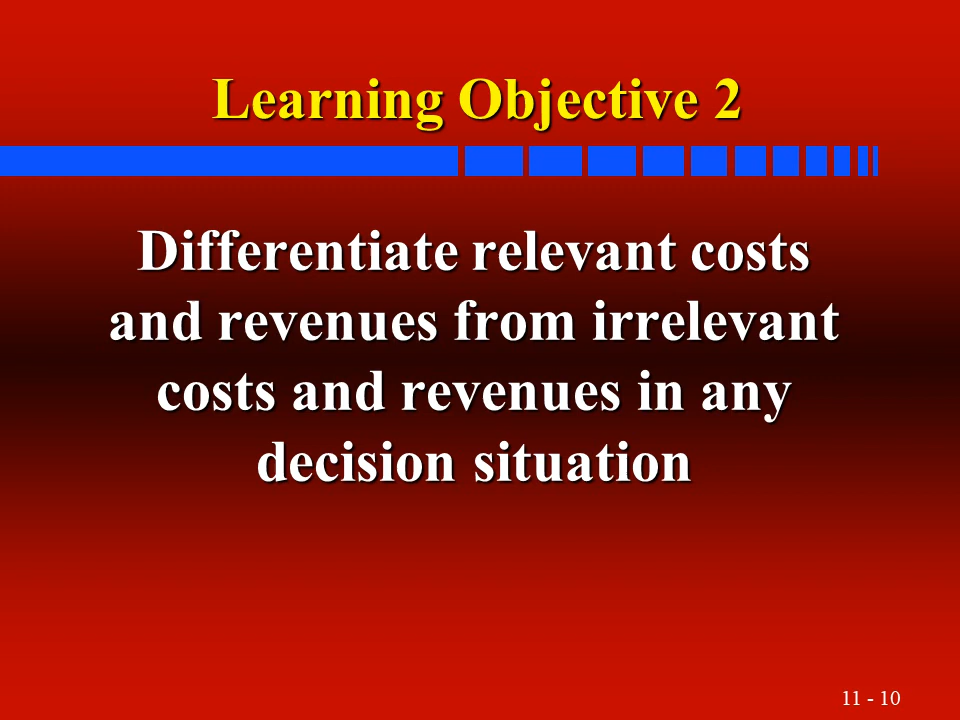 Learning Objective 2
Differentiate relevant costs
and revenues from irrelevant
costs and revenues in any
decision situation
11 - 10